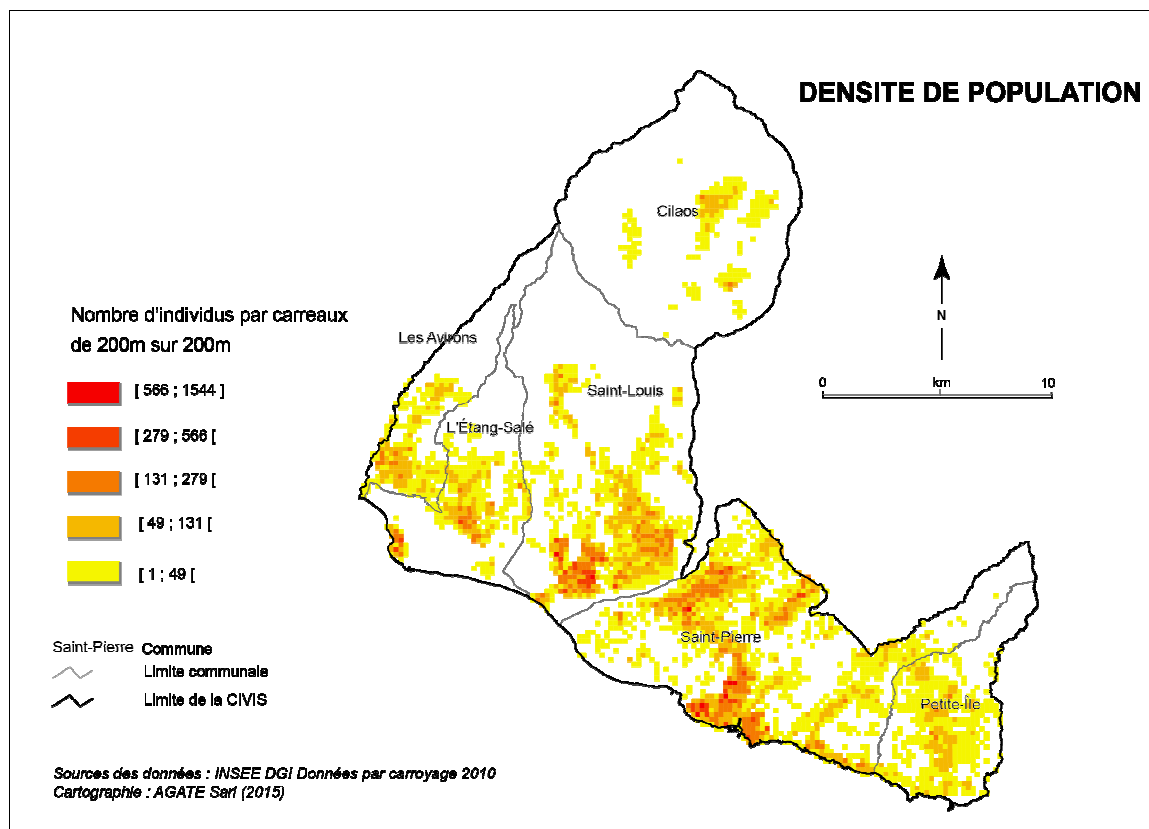 DENSITE DE POPULATION
Cilaos
N
Nombre d'individus par carreaux
de 200m sur 200m
Les Avirons
0 km 10
[ 566 ; 1544 ]
Saint-Louis
[ 279 ; 566 [
L'Étang-Salé
[ 131 ; 279 [
[ 49 ; 131 [
[ 1 ; 49 [
Saint-Pierre
Saint-Pierre Commune
Limite communale
Limite de la CIVIS
Petite-Île
Sources des données : INSEE DGI Données par carroyage 2010
Cartographie : AGATE Sarl (2015)